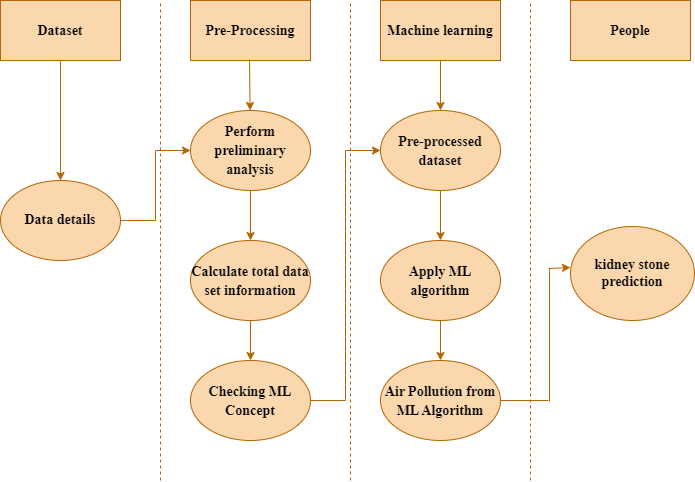 Dataset
Pre-Processing
Machine learning
People
Data details
Perform
preliminary
analysis
Calculate total data
set information
Checking ML
Concept
Pre-processed
dataset
Apply ML
algorithm
Air Pollution from
ML Algorithm
kidney stone
prediction